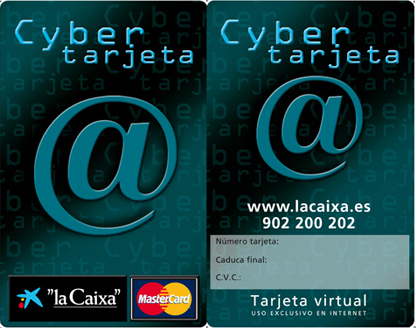 Cyber
tarjeta
@
"la Caixa"
MasterCard
Cyber
tarjeta
@
www.lacaixa.es
902 200 202
Número tarjeta:
Caduca final:
C.V.C.:
Tarjeta virtual
USO EXCLUSIVO EN INTERNET